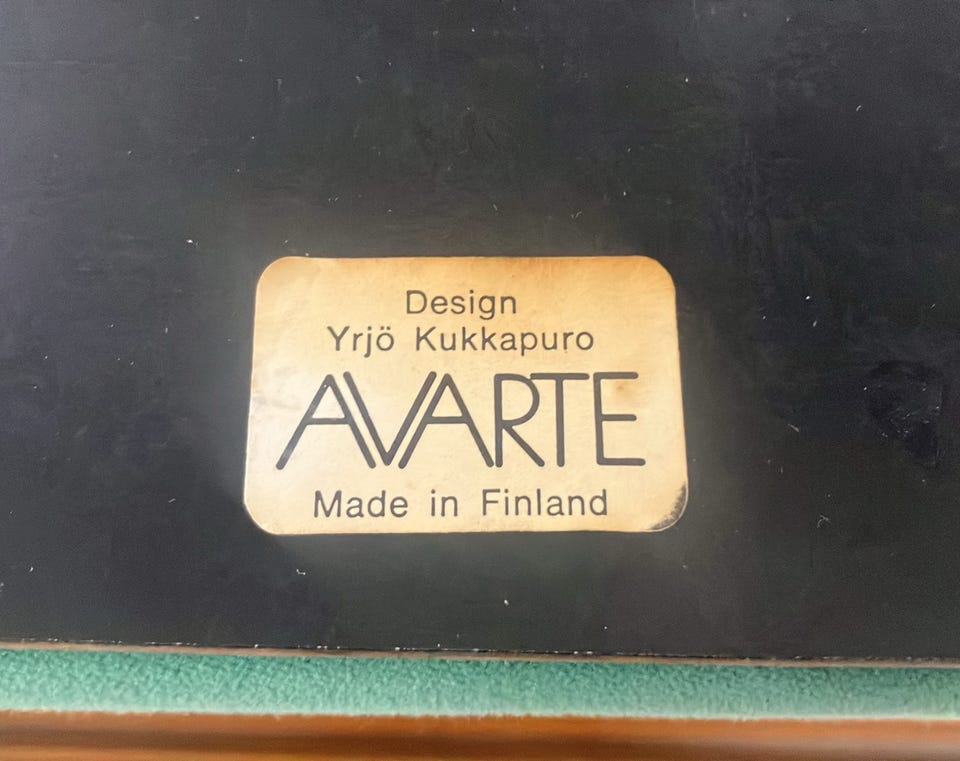 Design
Yrjö Kukkapuro
AVARTE
Made in Finland